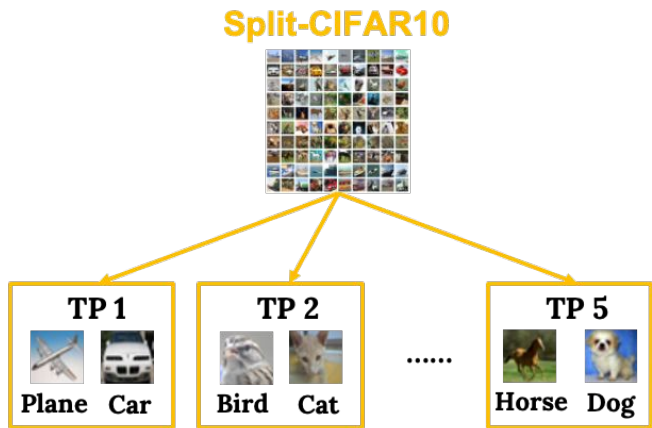 Split-CIFAR10
TP 1
Plane Car
TP 2
Bird Cat
......
TP 5
Horse Dog